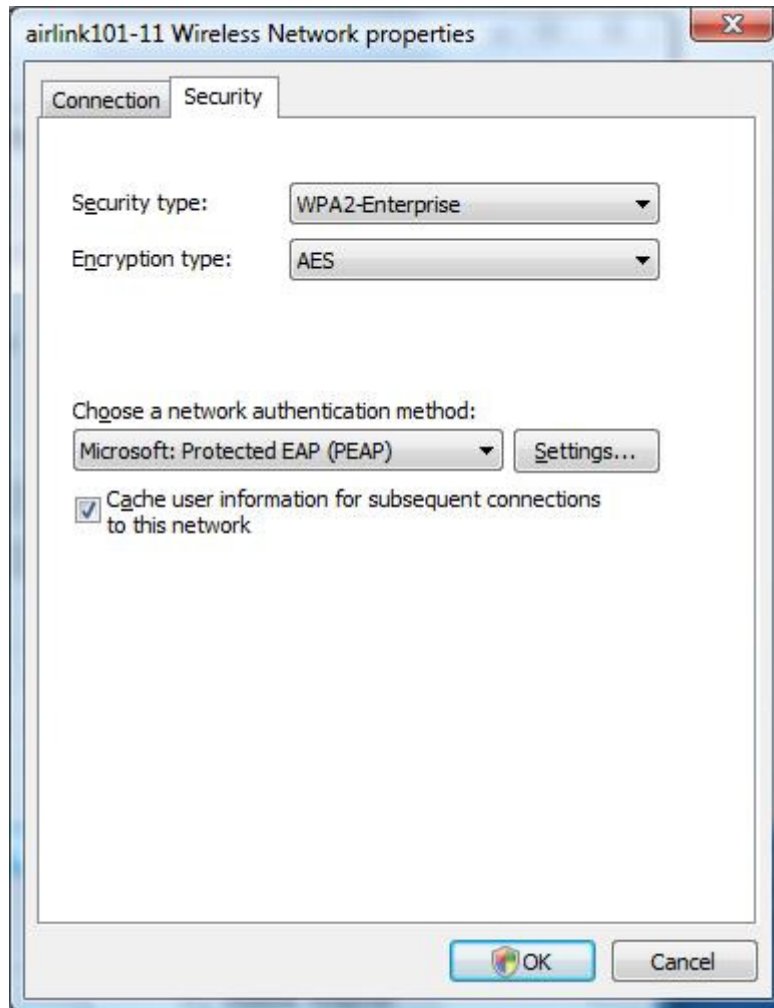 airlink101-11 Wireless Network properties
Connection Security
Security type: WPA2-Enterprise
Encryption type: AES
Choose a network authentication method:
Microsoft: Protected EAP (PEAP) Settings...
Cache user information for subsequent connections
to this network
OK Cancel